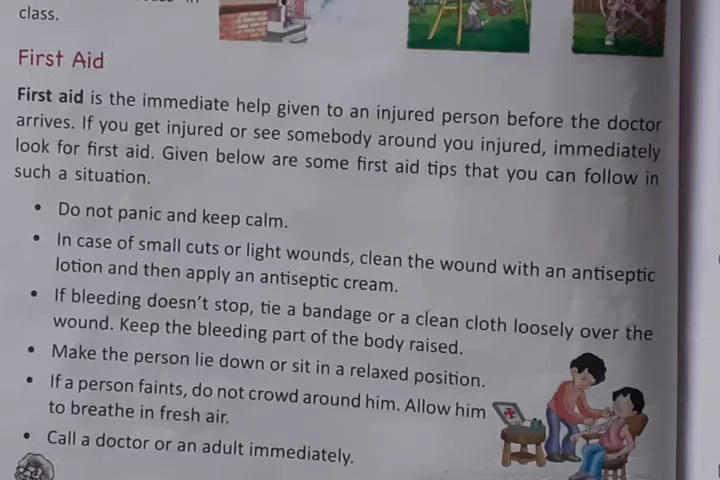 class.
First Aid
First aid is the immediate help given to an injured person before the doctor
arrives. If you get injured or see somebody around you injured, immediately
look for first aid. Given below are some first aid tips that you can follow in
such a situation.
• Do not panic and keep calm.
• In case of small cuts or light wounds, clean the wound with an antiseptic
lotion and then apply an antiseptic cream.
• If bleeding doesn't stop, tie a bandage or a clean cloth loosely over the
wound. Keep the bleeding part of the body raised.
• Make the person lie down or sit in a relaxed position.
• If a person faints, do not crowd around him. Allow him
to breathe in fresh air.
• Call a doctor or an adult immediately.